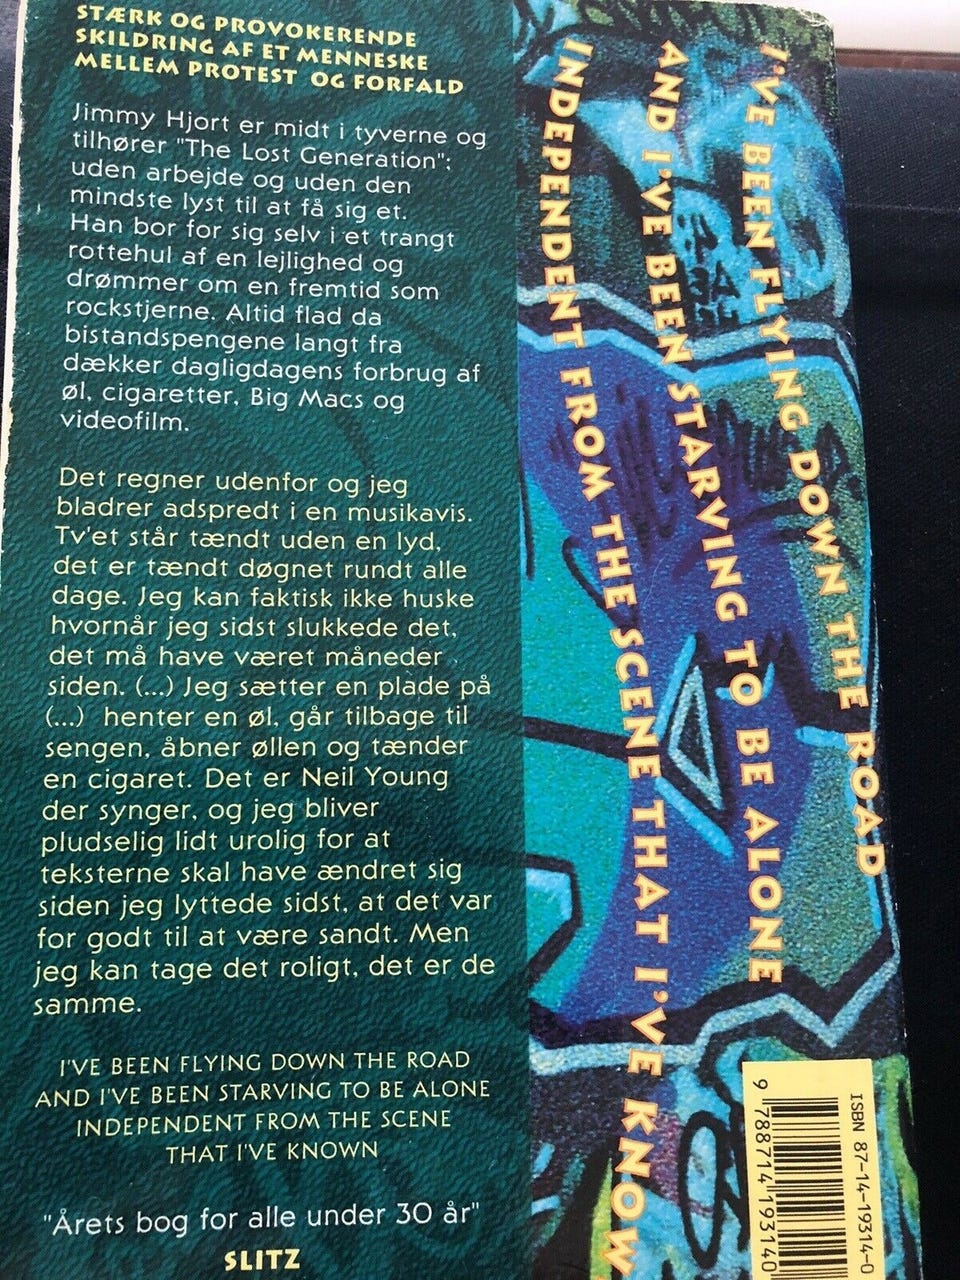 STÆRK OG PROVOKERENDE
SKILDRING AF ET MENNESKE
MELLEM PROTEST OG FORFALD
Jimmy Hjort er midt i tyverne og
tilhører "The Lost Generation";
uden arbejde og uden den
mindste lyst til at få sig et.
Han bor for sig selv i et trangt
rottehul af en lejlighed og
drømmer om en fremtid som
rockstjerne. Altid flad da
bistandspengene langt fra
dækker dagligdagens forbrug af
øl, cigaretter, Big Macs og
videofilm.
Det regner udenfor og jeg
bladrer adspredt i en musikavis.
Tv'et står tændt uden en lyd,
det er tændt døgnet rundt alle
dage. Jeg kan faktisk ikke huske
hvornår jeg sidst slukkede det,
det må have været måneder
siden. (...) Jeg sætter en plade på
(...) henter en øl, går tilbage til
sengen, åbner øllen og tænder
en cigaret. Det er Neil Young
der synger, og jeg bliver
pludselig lidt urolig for at
teksterne skal have ændret sig
siden jeg lyttede sidst, at det var
for godt til at være sandt. Men
jeg kan tage det roligt, det er de
samme.
I'VE BEEN FLYING DOWN THE ROAD
AND I'VE BEEN STARVING TO BE ALONE
INDEPENDENT FROM THE SCENE
THAT I'VE KNOWN
"Årets bog for alle under 30 år"
SLITZ
I'VE BEEN FLYING DOWN THE ROAD
AND I'VE BEEN STARVING TO BE ALONE
INDEPENDENT FROM THE SCENE THAT I'VE KNOW
ISBN 87-14-19314-0
9 788714 193140